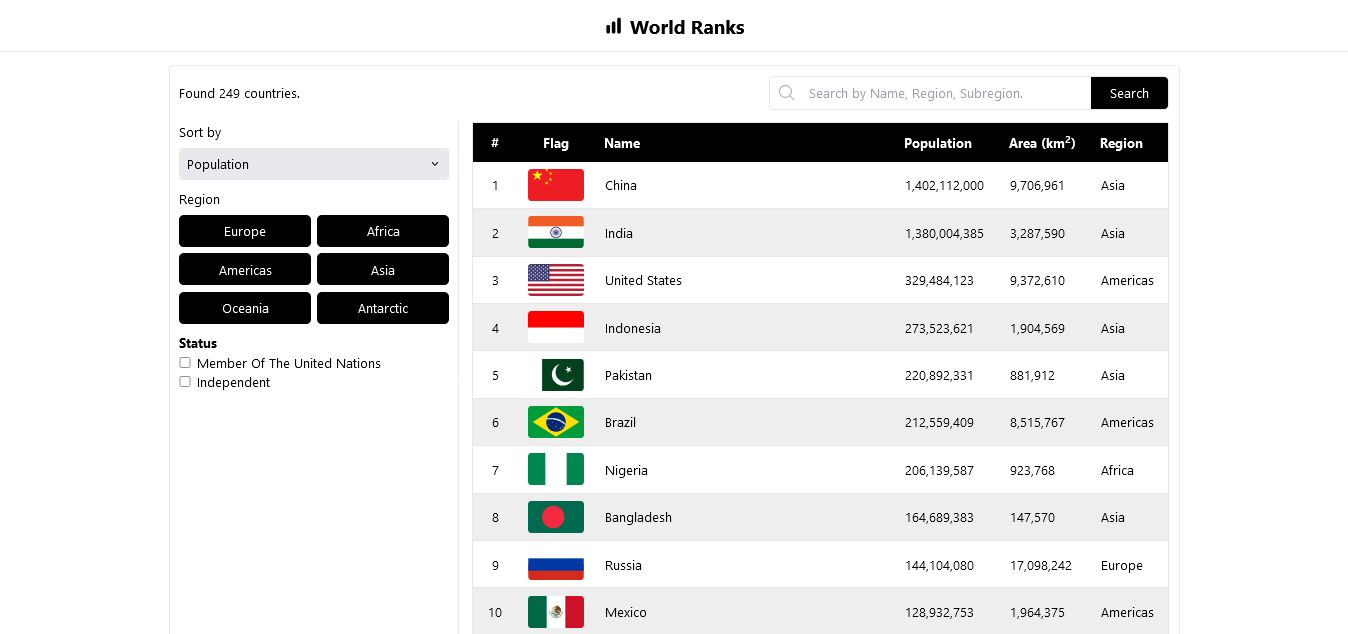 World Ranks
Found 249 countries.
Search by Name, Region, Subregion.
Search
Sort by
Population
Region
Europe
Africa
Americas
Asia
Oceania
Antarctic
Status
Member Of The United Nations
Independent
# Flag Name Population Area (km²) Region
1 China 1,402,112,000 9,706,961 Asia
2 India 1,380,004,385 3,287,590 Asia
3 United States 329,484,123 9,372,610 Americas
4 Indonesia 273,523,621 1,904,569 Asia
5 Pakistan 220,892,331 881,912 Asia
6 Brazil 212,559,409 8,515,767 Americas
7 Nigeria 206,139,587 923,768 Africa
8 Bangladesh 164,689,383 147,570 Asia
9 Russia 144,104,080 17,098,242 Europe
10 Mexico 128,932,753 1,964,375 Americas